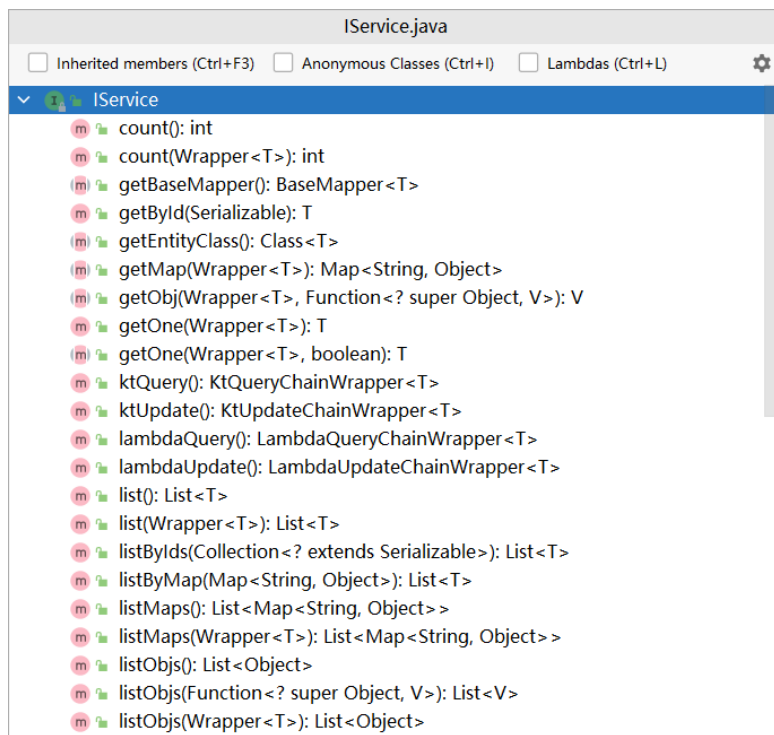 IService.java
Inherited members (Ctrl+F3) Anonymous Classes (Ctrl+I) Lambdas (Ctrl+L)
IService
m count(): int
m count(Wrapper<T>): int
(m) getBaseMapper(): BaseMapper<T>
m getById(Serializable): T
(m) getEntityClass(): Class<T>
(m) getMap(Wrapper<T>): Map<String, Object>
(m) getObj(Wrapper<T>, Function<? super Object, V>): V
m getOne(Wrapper<T>): T
(m) getOne(Wrapper<T>, boolean): T
m ktQuery(): KtQueryChainWrapper<T>
m ktUpdate(): KtUpdateChainWrapper<T>
m lambdaQuery(): LambdaQueryChainWrapper<T>
m lambdaUpdate(): LambdaUpdateChainWrapper<T>
m list(): List<T>
m list(Wrapper<T>): List<T>
m listByIds(Collection<? extends Serializable>): List<T>
m listByMap(Map<String, Object>): List<T>
m listMaps(): List<Map<String, Object>>
m listMaps(Wrapper<T>): List<Map<String, Object>>
m listObjs(): List<Object>
m listObjs(Function<? super Object, V>): List<V>
m listObjs(Wrapper<T>): List<Object>